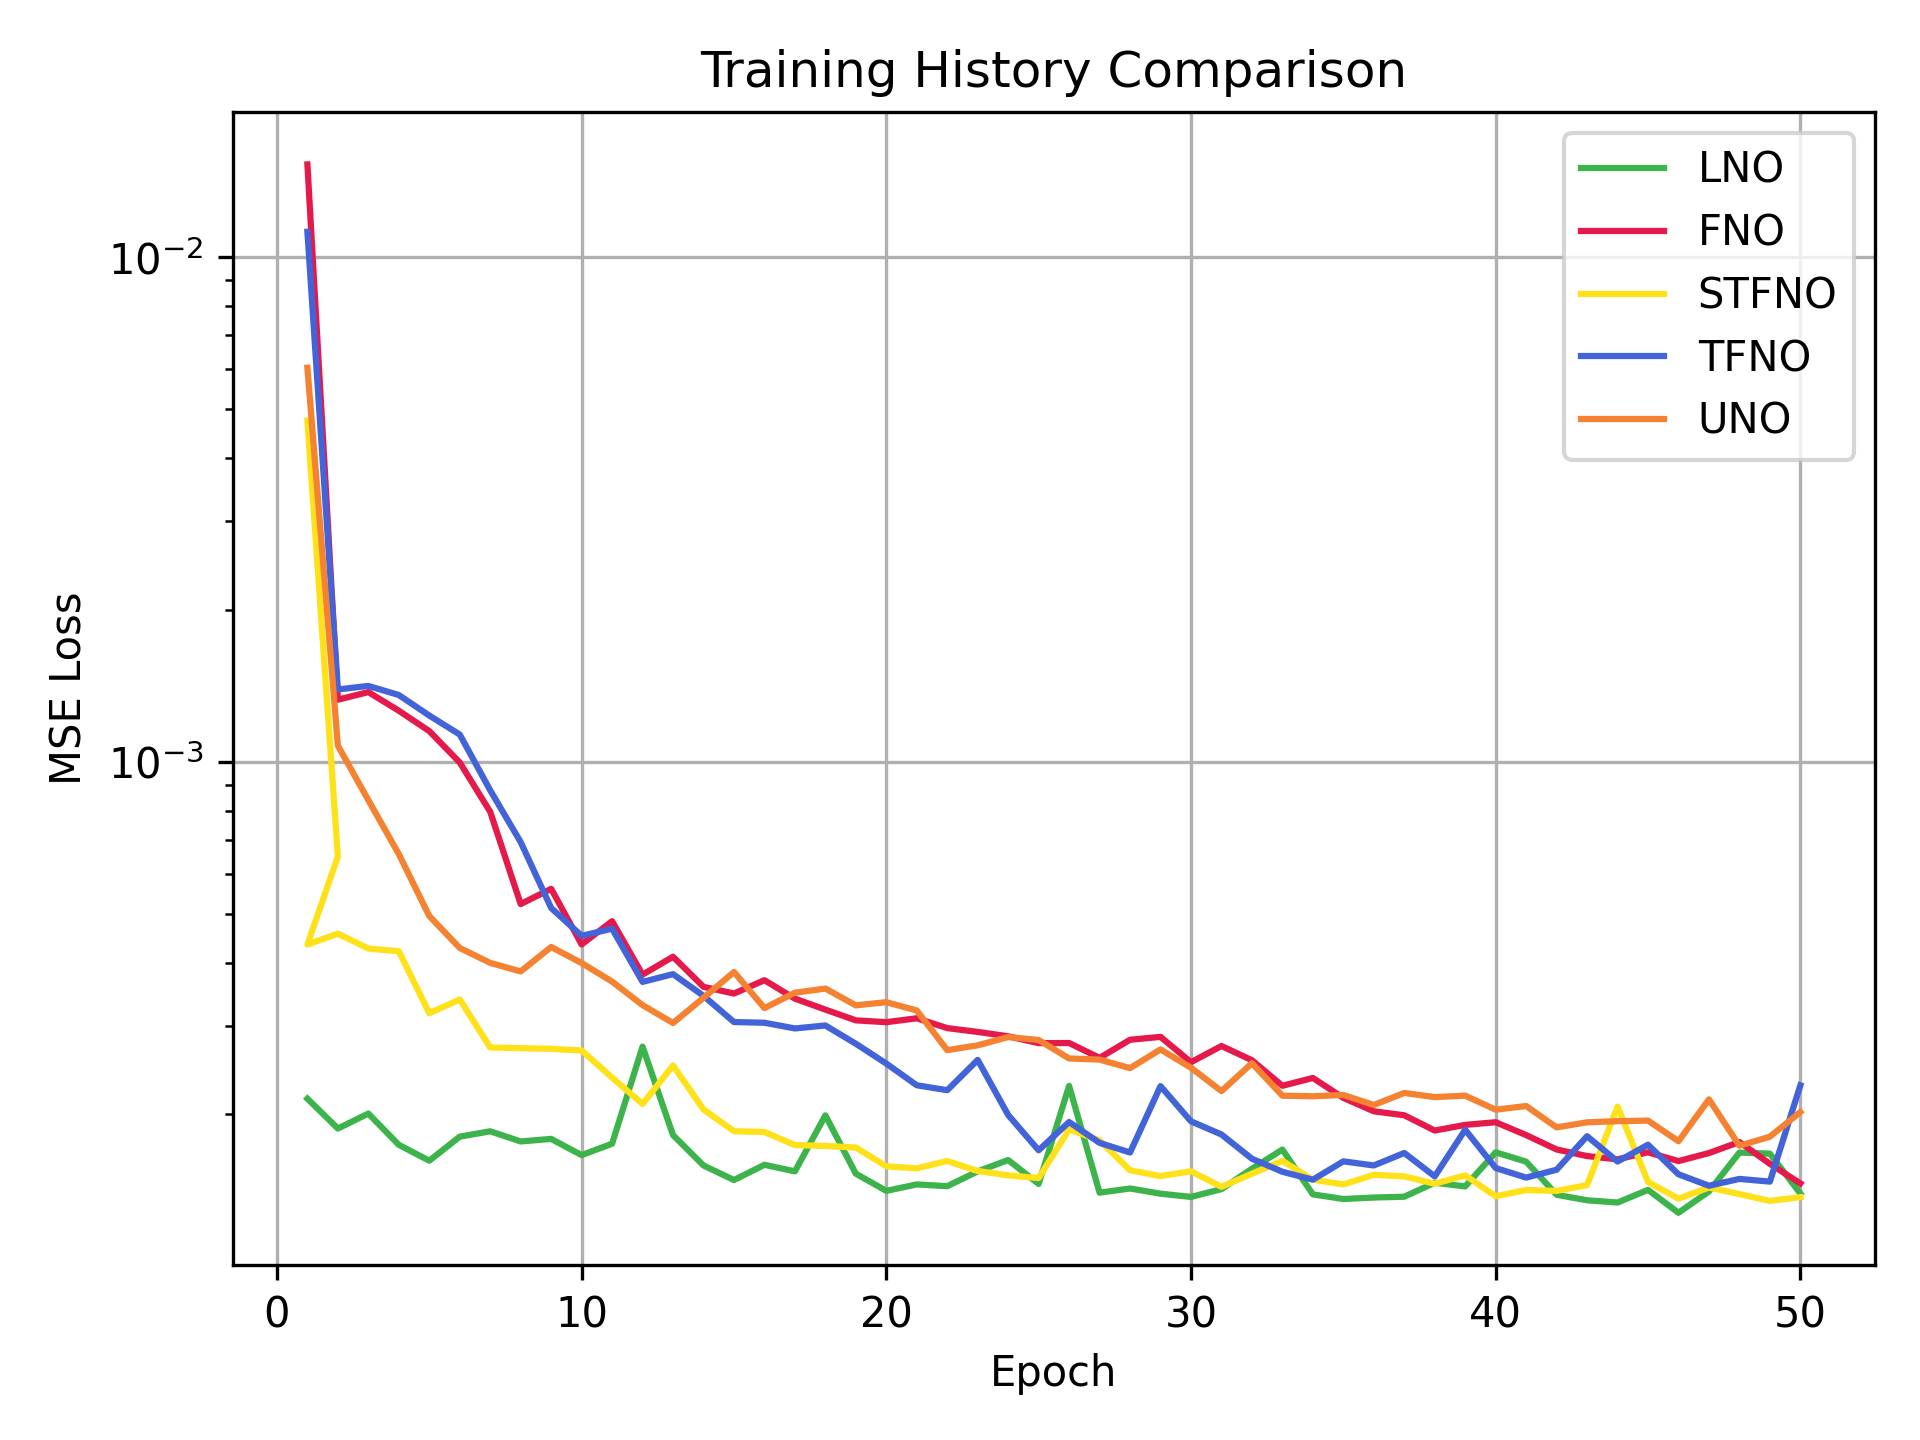 Training History Comparison
LNO
FNO
STFNO
TFNO
UNO
10⁻²
10⁻³
MSE Loss
0 10 20 30 40 50
Epoch